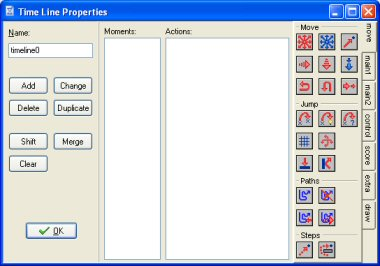 Time Line Properties
Name:
timeline0
Add
Change
Delete
Duplicate
Shift
Merge
Clear
OK
Moments:
Actions:
Move
Jump
Paths
Steps
move
main1
main2
control
score
extra
draw